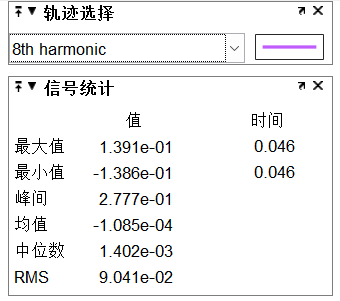 轨迹选择
8th harmonic
信号统计
值 时间
最大值 1.391e-01 0.046
最小值 -1.386e-01 0.046
峰间 2.777e-01
均值 -1.085e-04
中位数 1.402e-03
RMS 9.041e-02